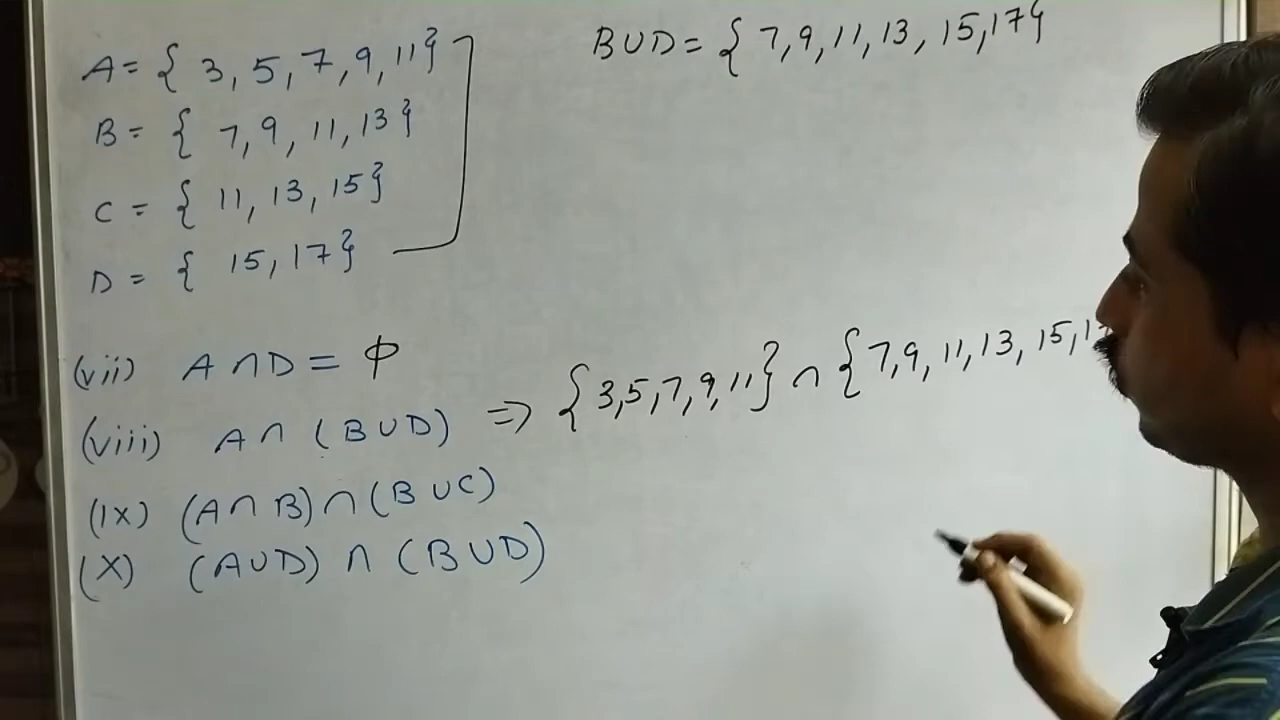 A = { 3, 5, 7, 9, 11}
B = { 7, 9, 11, 13}
C = { 11, 13, 15}
D = { 15, 17}
B∪D = { 7, 9, 11, 13, 15, 17}
(vii) A∩D = ϕ
(viii) A∩ (B∪D) => {3,5,7,9,11} ∩ {7,9,11,13,15,1
(IX) (A∩B)∩(B∪C)
(X) (A∪D) ∩ (B∪D)